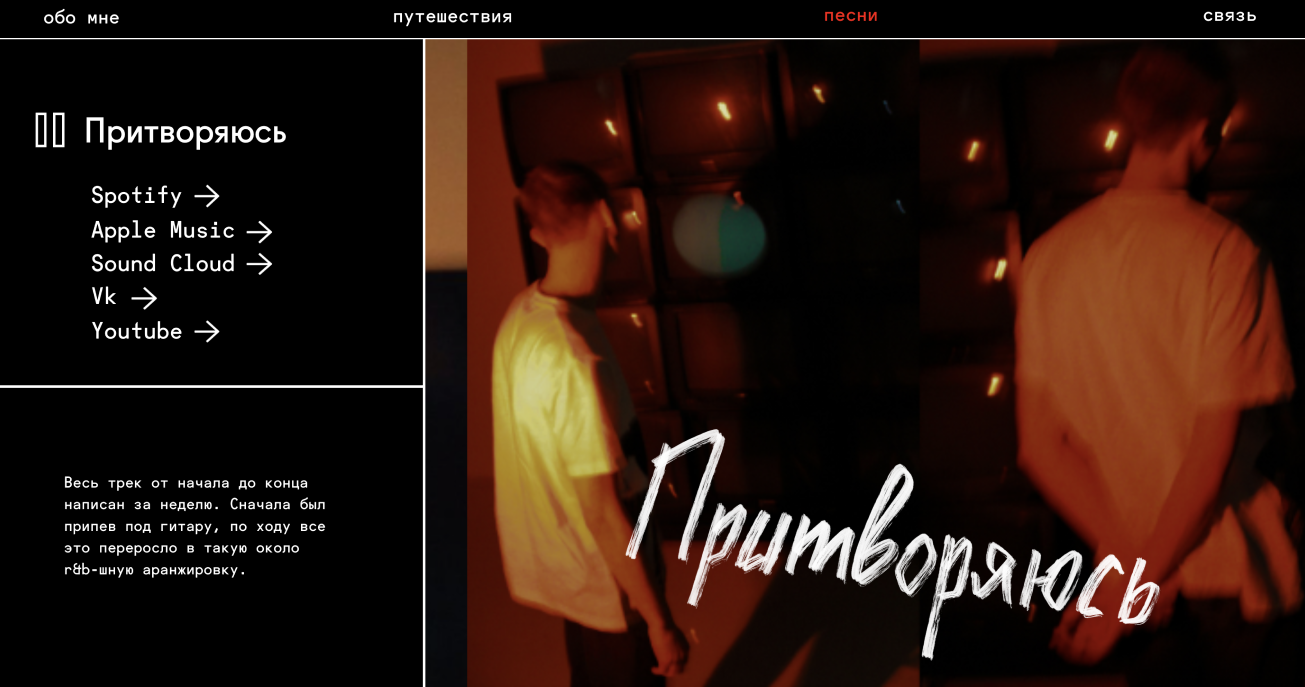 обо мне
путешествия
песни
связь
Притворяюсь
Spotify
Apple Music
Sound Cloud
Vk
Youtube
Весь трек от начала до конца
написан за неделю. Сначала был
припев под гитару, по ходу все
это переросло в такую около
r&b-шную аранжировку.
Притворяюсь